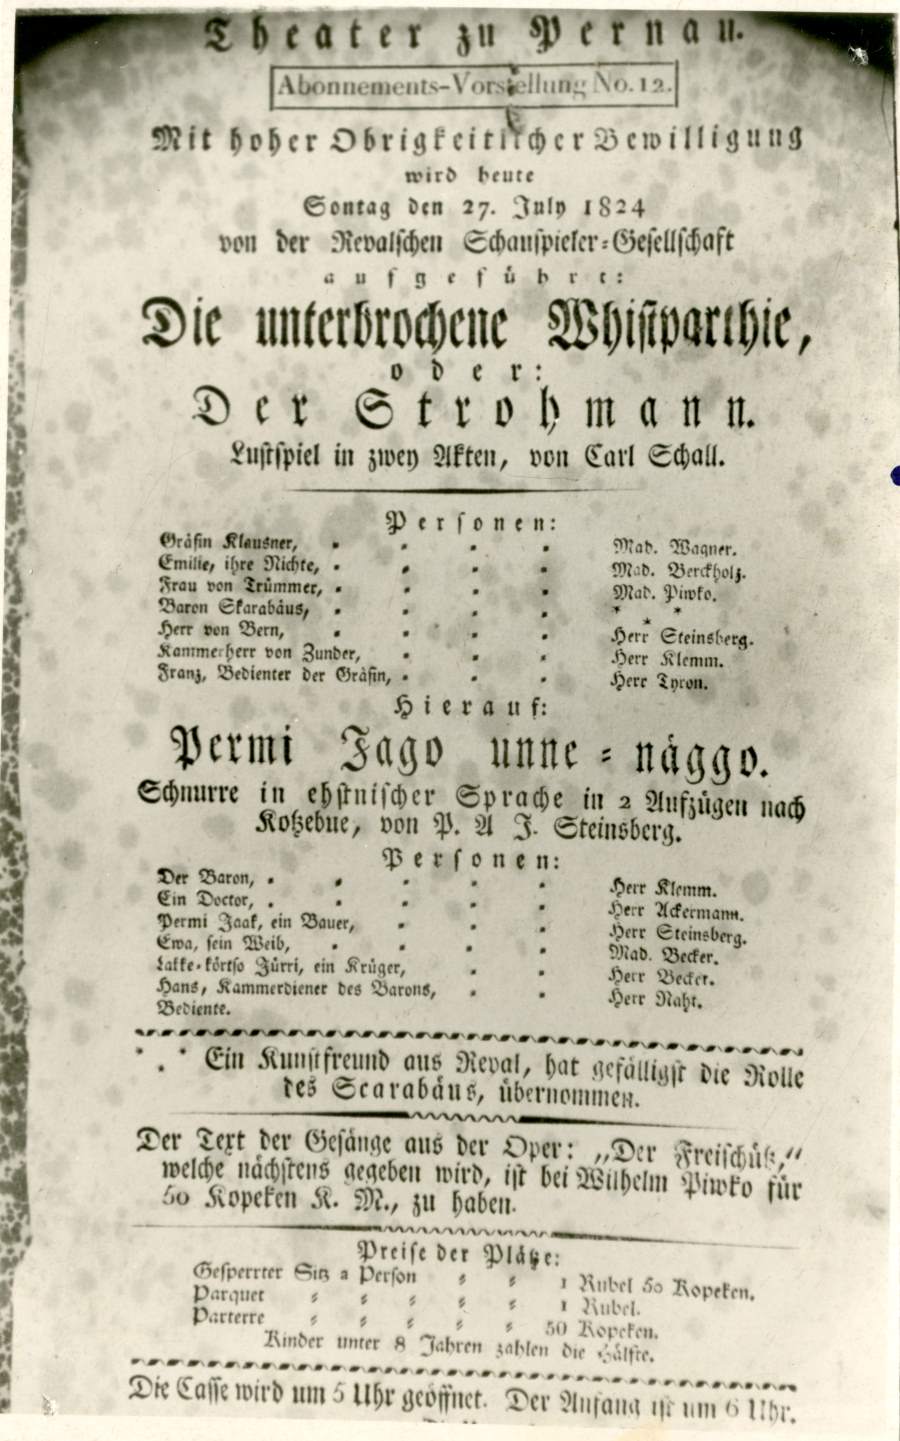 Theater zu Pernau.
Abonnements-Vorstellung No. 12.
Mit hoher Obrigkeitlicher Bewilligung
wird heute
Sontag den 27. July 1824
von der Revalschen Schauspieler-Gesellschaft
aufgeführt:
Die unterbrochene Whistparthie,
oder:
Der Strohmann.
Lustspiel in zwey Akten, von Carl Schall.
Personen:
Gräfin Klausner, . . . . Mad. Wagner.
Emilie, ihre Nichte, . . . . Mad. Berckholz.
Frau von Trümmer, . . . . Mad. Piwko.
Baron Skarabäus, . . . . * * *
Herr von Bern, . . . . Herr Steinsberg.
Kammerherr von Zunder, . . . Herr Klemm.
Franz, Bedienter der Gräfin, . . . Herr Tyron.
Hierauf:
Permi Jago unne-näggo.
Schnurre in ehstnischer Sprache in 2 Aufzügen nach
Kotzebue, von P. A J. Steinsberg.
Personen:
Der Baron, . . . . . Herr Klemm.
Ein Doctor, . . . . . Herr Ackermann.
Permi Jaak, ein Bauer, . . . Herr Steinsberg.
Ewa, sein Weib, . . . . Mad. Becker.
Lakke-körtso Jürri, ein Krüger, . . Herr Becker.
Hans, Kammerdiener des Barons, . . Herr Naht.
Bediente.
* * * Ein Kunstfreund aus Reval, hat gefälligst die Rolle
des Scarabäus, übernommen.
Der Text der Gesänge aus der Oper: „Der Freischütz,“
welche nächstens gegeben wird, ist bei Wilhelm Piwko für
50 Kopeken K. M., zu haben.
Preise der Plätze:
Gesperrter Sitz a Person 1 Rubel 50 Kopeken.
Parquet 1 Rubel.
Parterre 50 Kopeken.
Kinder unter 8 Jahren zahlen die Hälfte.
Die Casse wird um 5 Uhr geöffnet. Der Anfang ist um 6 Uhr.